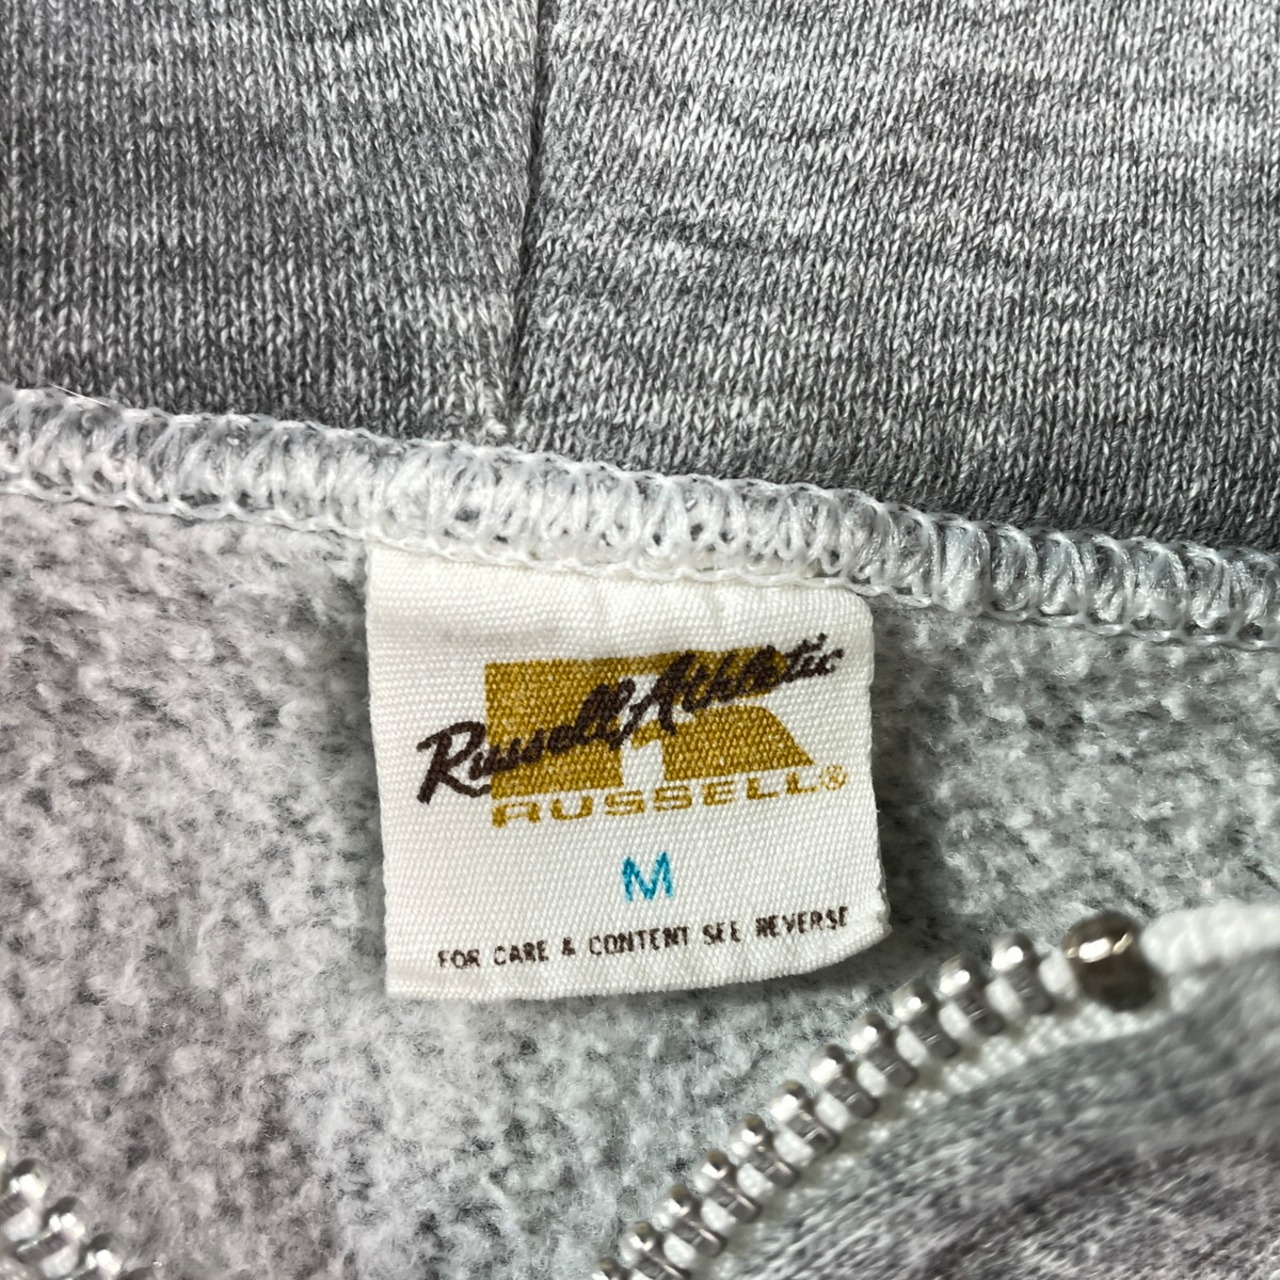 Russell Athletic
RUSSELL®
M
FOR CARE & CONTENT SEE REVERSE